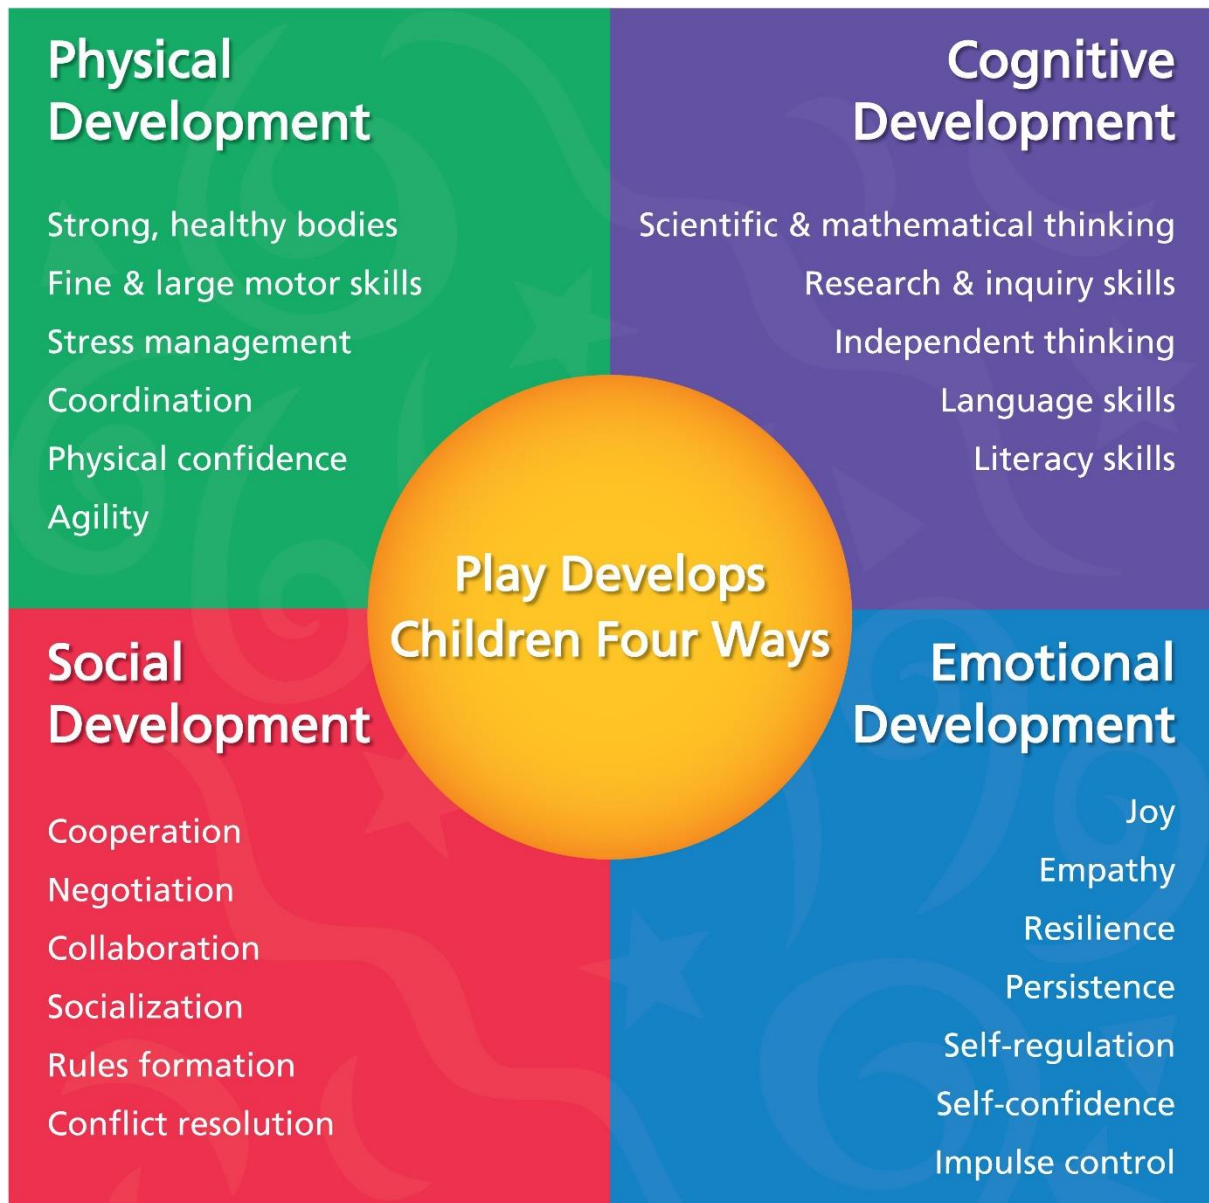 Physical
Development
Strong, healthy bodies
Fine & large motor skills
Stress management
Coordination
Physical confidence
Agility
Cognitive
Development
Scientific & mathematical thinking
Research & inquiry skills
Independent thinking
Language skills
Literacy skills
Play Develops
Children Four Ways
Social
Development
Cooperation
Negotiation
Collaboration
Socialization
Rules formation
Conflict resolution
Emotional
Development
Joy
Empathy
Resilience
Persistence
Self-regulation
Self-confidence
Impulse control